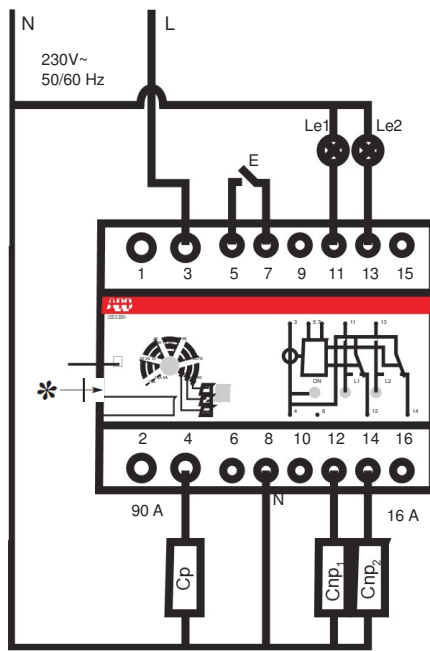 N
L
230V~
50/60 Hz
Le1
Le2
E
1 3 5 7 9 11 13 15
ABB
3 5 7 11 13
ON
L1 L2
4 8 12 14
*
2 4 6 8 10 12 14 16
90 A
N
16 A
Cp
Cnp1
Cnp2